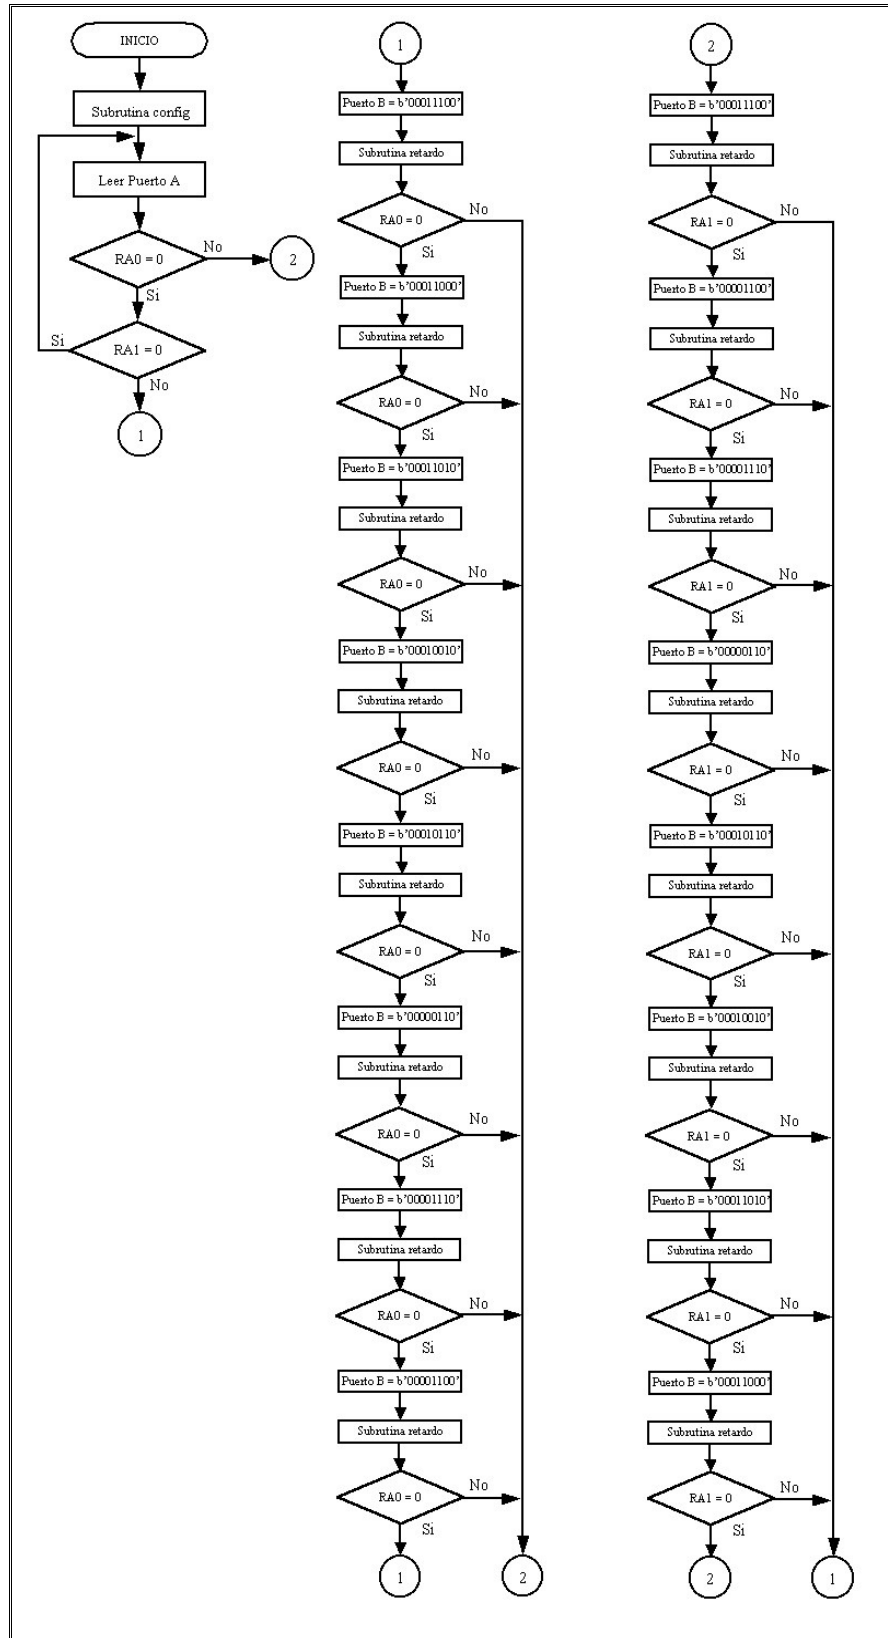 INICIO
Subrutina config
Leer Puerto A
RA0 = 0
No
2
Si
RA1 = 0
Si
No
1
1
Puerto B = b'00011100'
Subrutina retardo
RA0 = 0
No
Si
Puerto B = b'00011000'
Subrutina retardo
RA0 = 0
No
Si
Puerto B = b'00011010'
Subrutina retardo
RA0 = 0
No
Si
Puerto B = b'00010010'
Subrutina retardo
RA0 = 0
No
Si
Puerto B = b'00010110'
Subrutina retardo
RA0 = 0
No
Si
Puerto B = b'00000110'
Subrutina retardo
RA0 = 0
No
Si
Puerto B = b'00001110'
Subrutina retardo
RA0 = 0
No
Si
Puerto B = b'00001100'
Subrutina retardo
RA0 = 0
No
Si
1
2
2
Puerto B = b'00011100'
Subrutina retardo
RA1 = 0
No
Si
Puerto B = b'00001100'
Subrutina retardo
RA1 = 0
No
Si
Puerto B = b'00001110'
Subrutina retardo
RA1 = 0
No
Si
Puerto B = b'00000110'
Subrutina retardo
RA1 = 0
No
Si
Puerto B = b'00010110'
Subrutina retardo
RA1 = 0
No
Si
Puerto B = b'00010010'
Subrutina retardo
RA1 = 0
No
Si
Puerto B = b'00011010'
Subrutina retardo
RA1 = 0
No
Si
Puerto B = b'00011000'
Subrutina retardo
RA1 = 0
No
Si
2
1